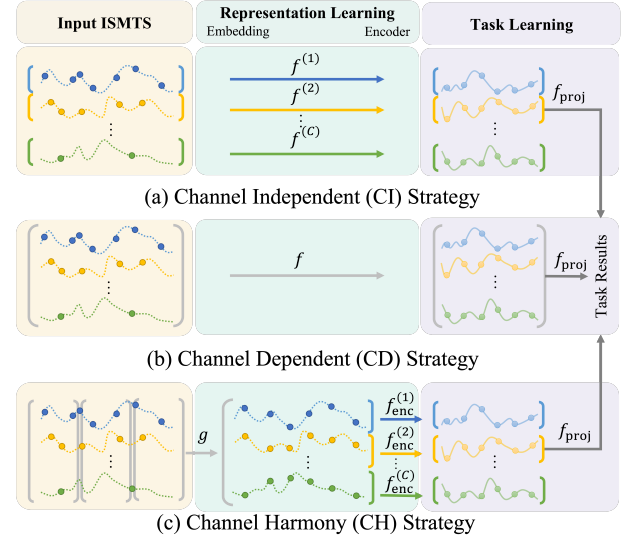 Input ISMTS
Representation Learning
Embedding
Encoder
Task Learning
f^(1)
f^(2)
⋮
f^(C)
⋮
⋮
f_proj
(a) Channel Independent (CI) Strategy
f
⋮
⋮
f_proj
Task Results
(b) Channel Dependent (CD) Strategy
g
f_enc^(1)
f_enc^(2)
⋮
f_enc^(C)
⋮
⋮
⋮
f_proj
(c) Channel Harmony (CH) Strategy